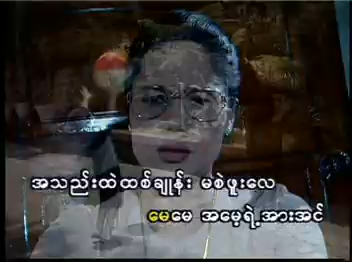 အသည်းထဲထစ်ချုန်း မစဲဖူးလေ
မေမေ အမေ့ရဲ့အားအင်